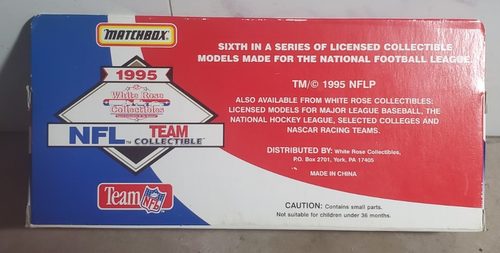 MATCHBOX
1995
White Rose
Collectibles
NFL TEAM
COLLECTIBLE
Team NFL
SIXTH IN A SERIES OF LICENSED COLLECTIBLE
MODELS MADE FOR THE NATIONAL FOOTBALL LEAGUE.
TM/© 1995 NFLP
ALSO AVAILABLE FROM WHITE ROSE COLLECTIBLES:
LICENSED MODELS FOR MAJOR LEAGUE BASEBALL, THE
NATIONAL HOCKEY LEAGUE, SELECTED COLLEGES AND
NASCAR RACING TEAMS.
DISTRIBUTED BY: White Rose Collectibles,
P.O. Box 2701, York, PA 17405
MADE IN CHINA
CAUTION: Contains small parts.
Not suitable for children under 36 months.